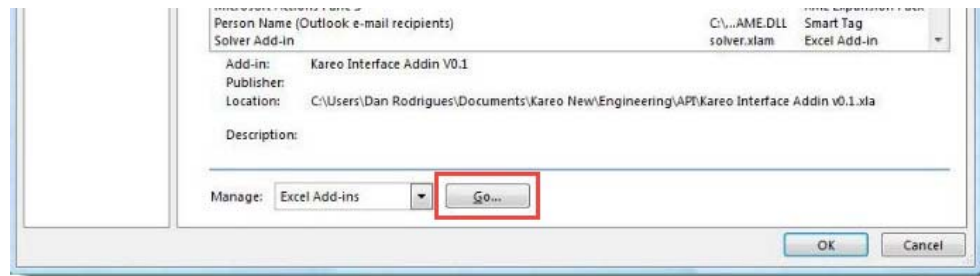 Person Name (Outlook e-mail recipients) C:\...AME.DLL Smart Tag
Solver Add-in solver.xlam Excel Add-in
Add-in: Kareo Interface Addin V0.1
Publisher:
Location: C:\Users\Dan Rodrigues\Documents\Kareo New\Engineering\API\Kareo Interface Addin v0.1.xla
Description:
Manage: Excel Add-ins Go...
OK Cancel